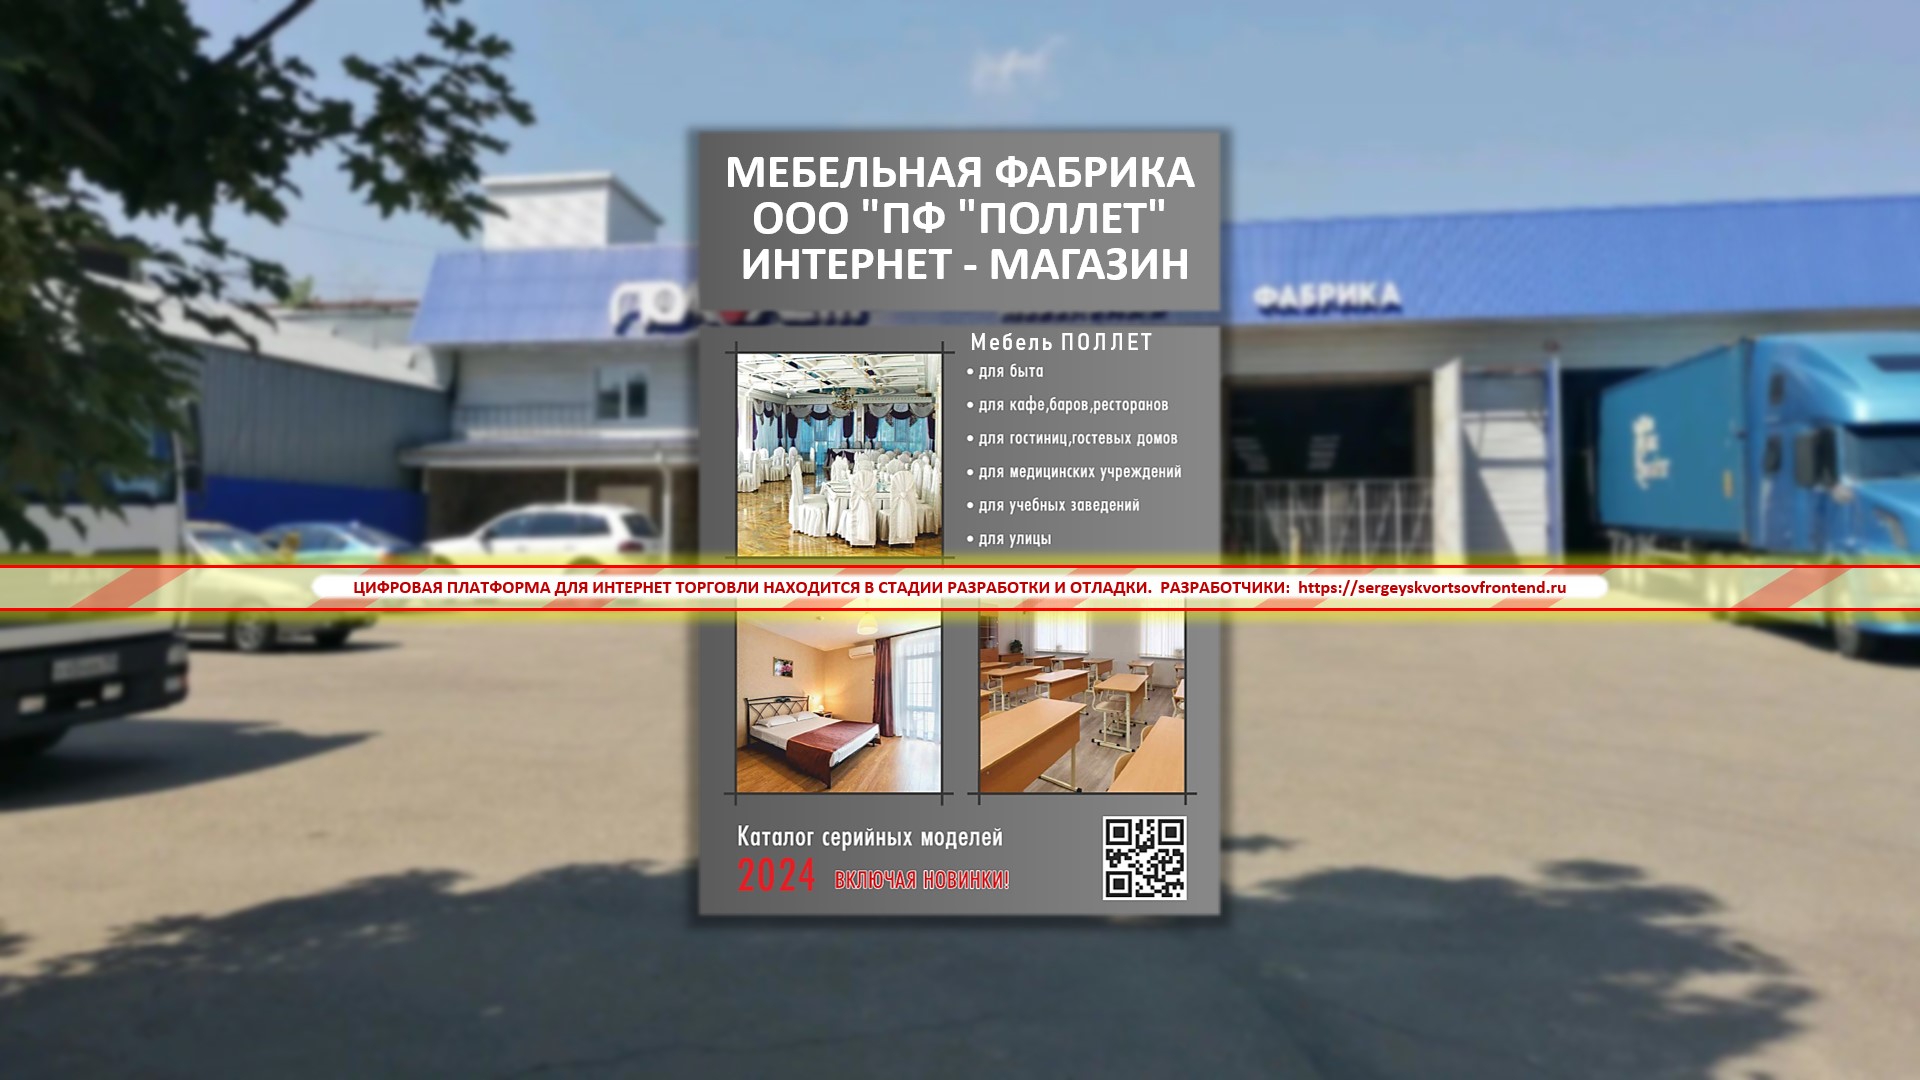 МЕБЕЛЬНАЯ ФАБРИКА
ООО "ПФ "ПОЛЛЕТ"
ИНТЕРНЕТ - МАГАЗИН
ФАБРИКА
Мебель ПОЛЛЕТ
• для быта
• для кафе,баров,ресторанов
• для гостиниц,гостевых домов
• для медицинских учреждений
• для учебных заведений
• для улицы
ЦИФРОВАЯ ПЛАТФОРМА ДЛЯ ИНТЕРНЕТ ТОРГОВЛИ НАХОДИТСЯ В СТАДИИ РАЗРАБОТКИ И ОТЛАДКИ. РАЗРАБОТЧИКИ: https://sergeyskvortsovfrontend.ru
Каталог серийных моделей
2024 ВКЛЮЧАЯ НОВИНКИ!